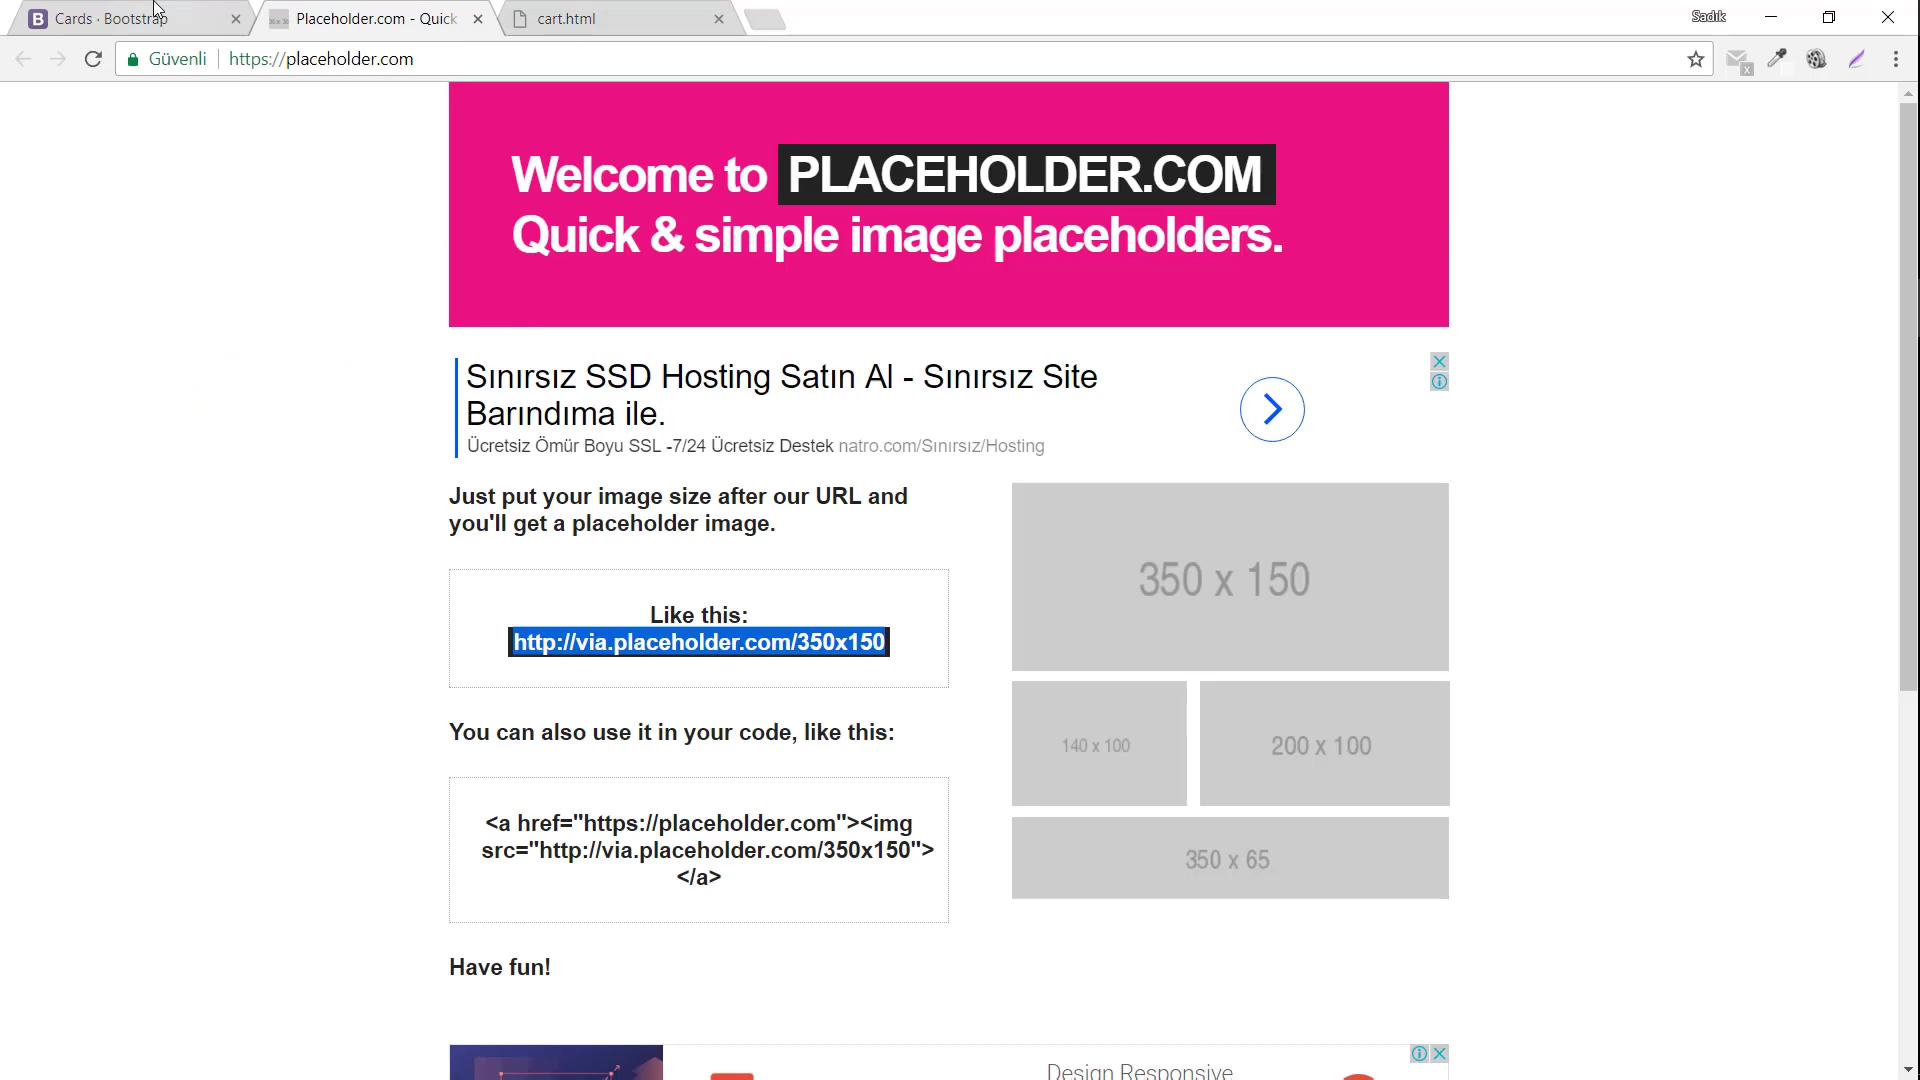 Cards · Bootstrap
Placeholder.com - Quick
cart.html
Sadık
Güvenli
https://placeholder.com
Welcome to PLACEHOLDER.COM
Quick & simple image placeholders.
Sınırsız SSD Hosting Satın Al - Sınırsız Site
Barındıma ile.
Ücretsiz Ömür Boyu SSL -7/24 Ücretsiz Destek natro.com/Sınırsız/Hosting
Just put your image size after our URL and
you'll get a placeholder image.
Like this:
http://via.placeholder.com/350x150
You can also use it in your code, like this:
<a href="https://placeholder.com"><img
src="http://via.placeholder.com/350x150">
</a>
Have fun!
350 x 150
140 x 100
200 x 100
350 x 65
Design Responsive